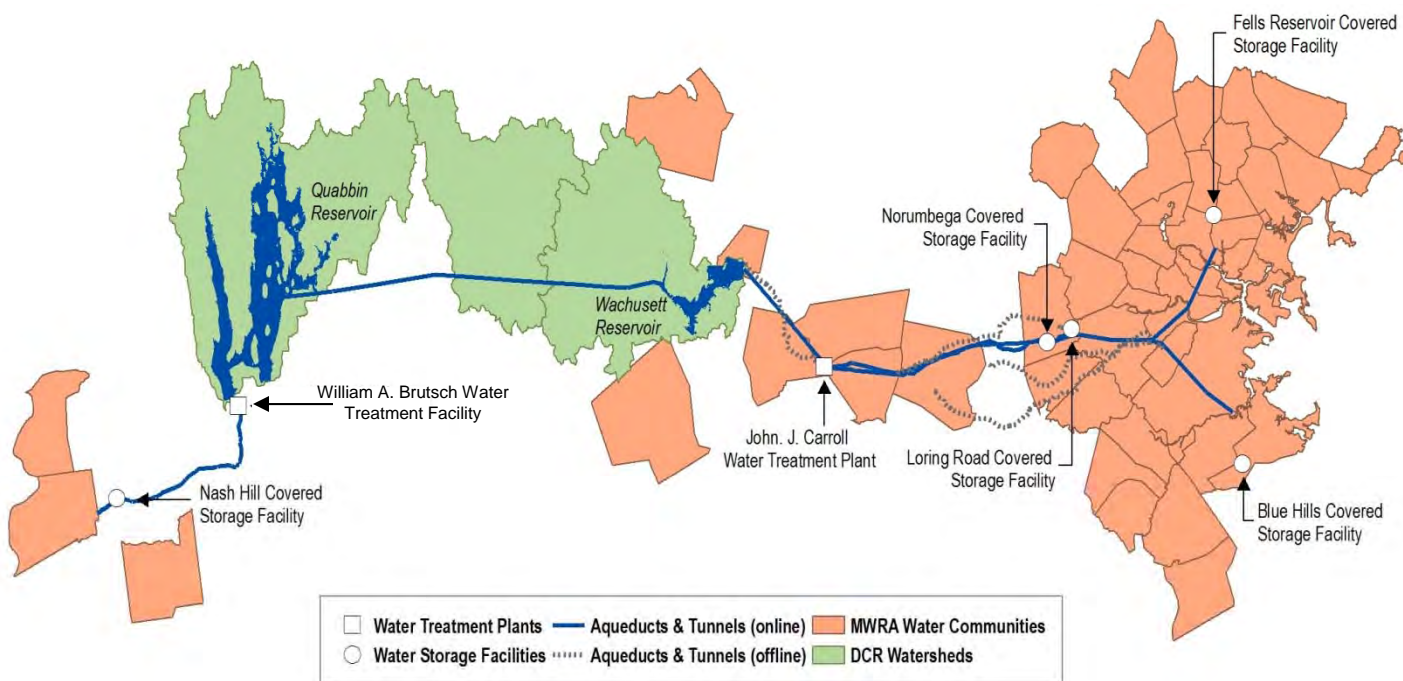 Fells Reservoir Covered
Storage Facility
Quabbin
Reservoir
Norumbega Covered
Storage Facility
Wachusett
Reservoir
William A. Brutsch Water
Treatment Facility
John. J. Carroll
Water Treatment Plant
Loring Road Covered
Storage Facility
Nash Hill Covered
Storage Facility
Blue Hills Covered
Storage Facility
Water Treatment Plants
Aqueducts & Tunnels (online)
MWRA Water Communities
Water Storage Facilities
Aqueducts & Tunnels (offline)
DCR Watersheds